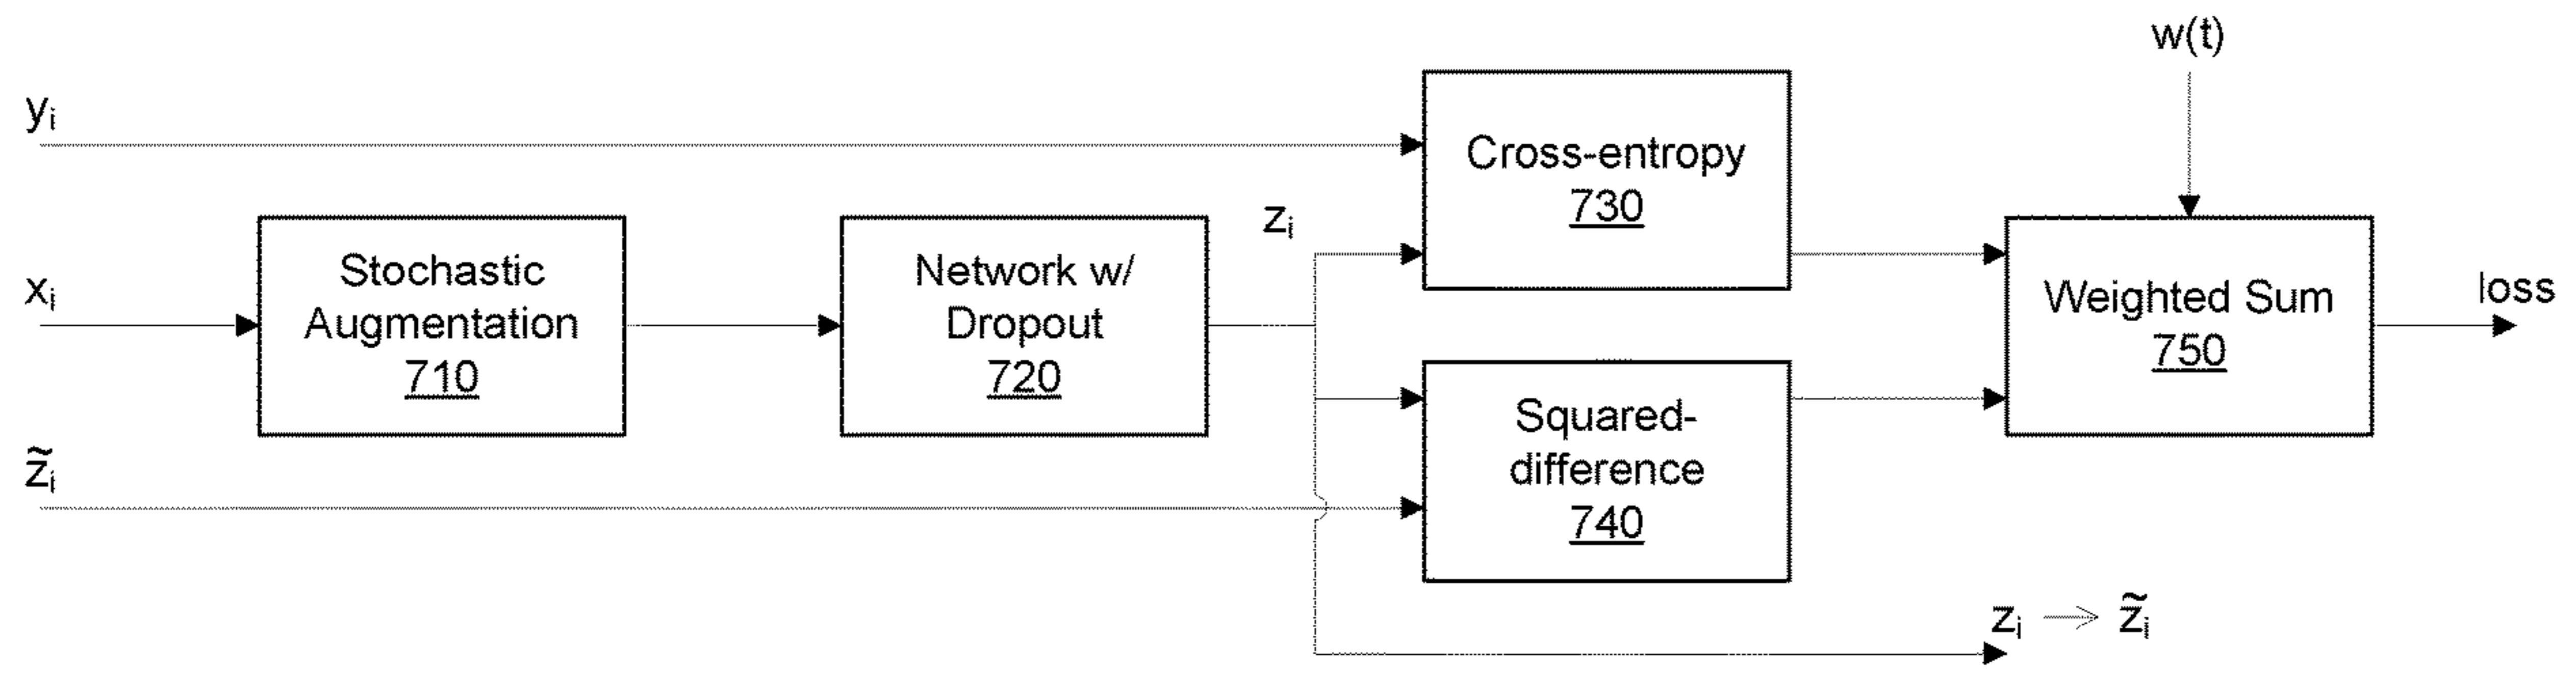 w(t)
yᵢ
Cross-entropy
730
zᵢ
xᵢ
Stochastic
Augmentation
710
Network w/
Dropout
720
Weighted Sum
750
loss
z̃ᵢ
Squared-
difference
740
zᵢ → z̃ᵢ